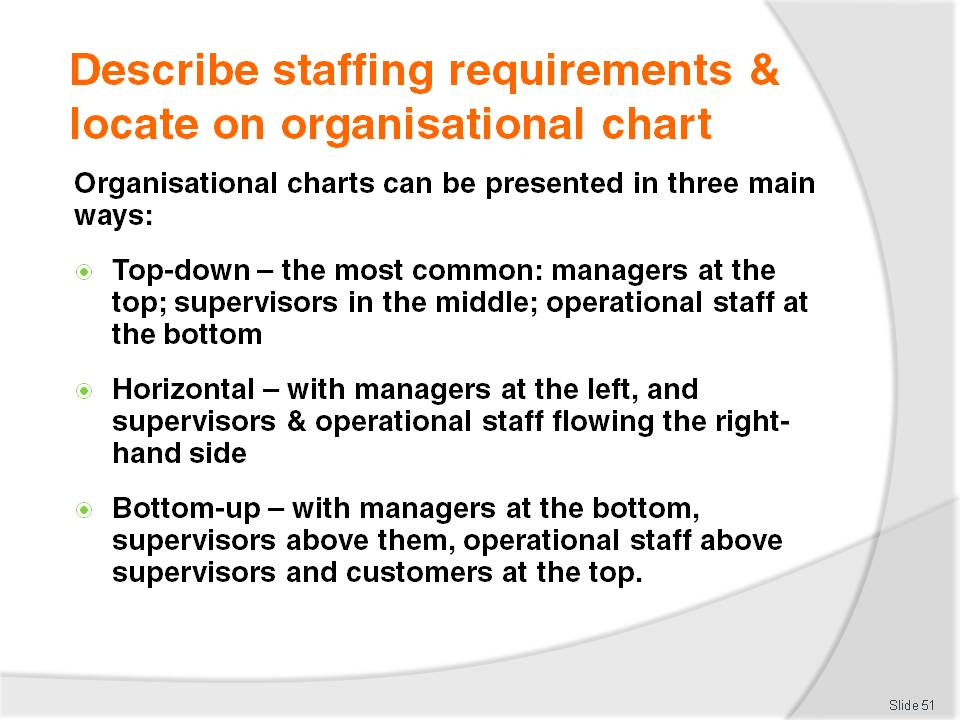 Describe staffing requirements &
locate on organisational chart
Organisational charts can be presented in three main
ways:
Top-down – the most common: managers at the
top; supervisors in the middle; operational staff at
the bottom
Horizontal – with managers at the left, and
supervisors & operational staff flowing the right-
hand side
Bottom-up – with managers at the bottom,
supervisors above them, operational staff above
supervisors and customers at the top.
Slide 51